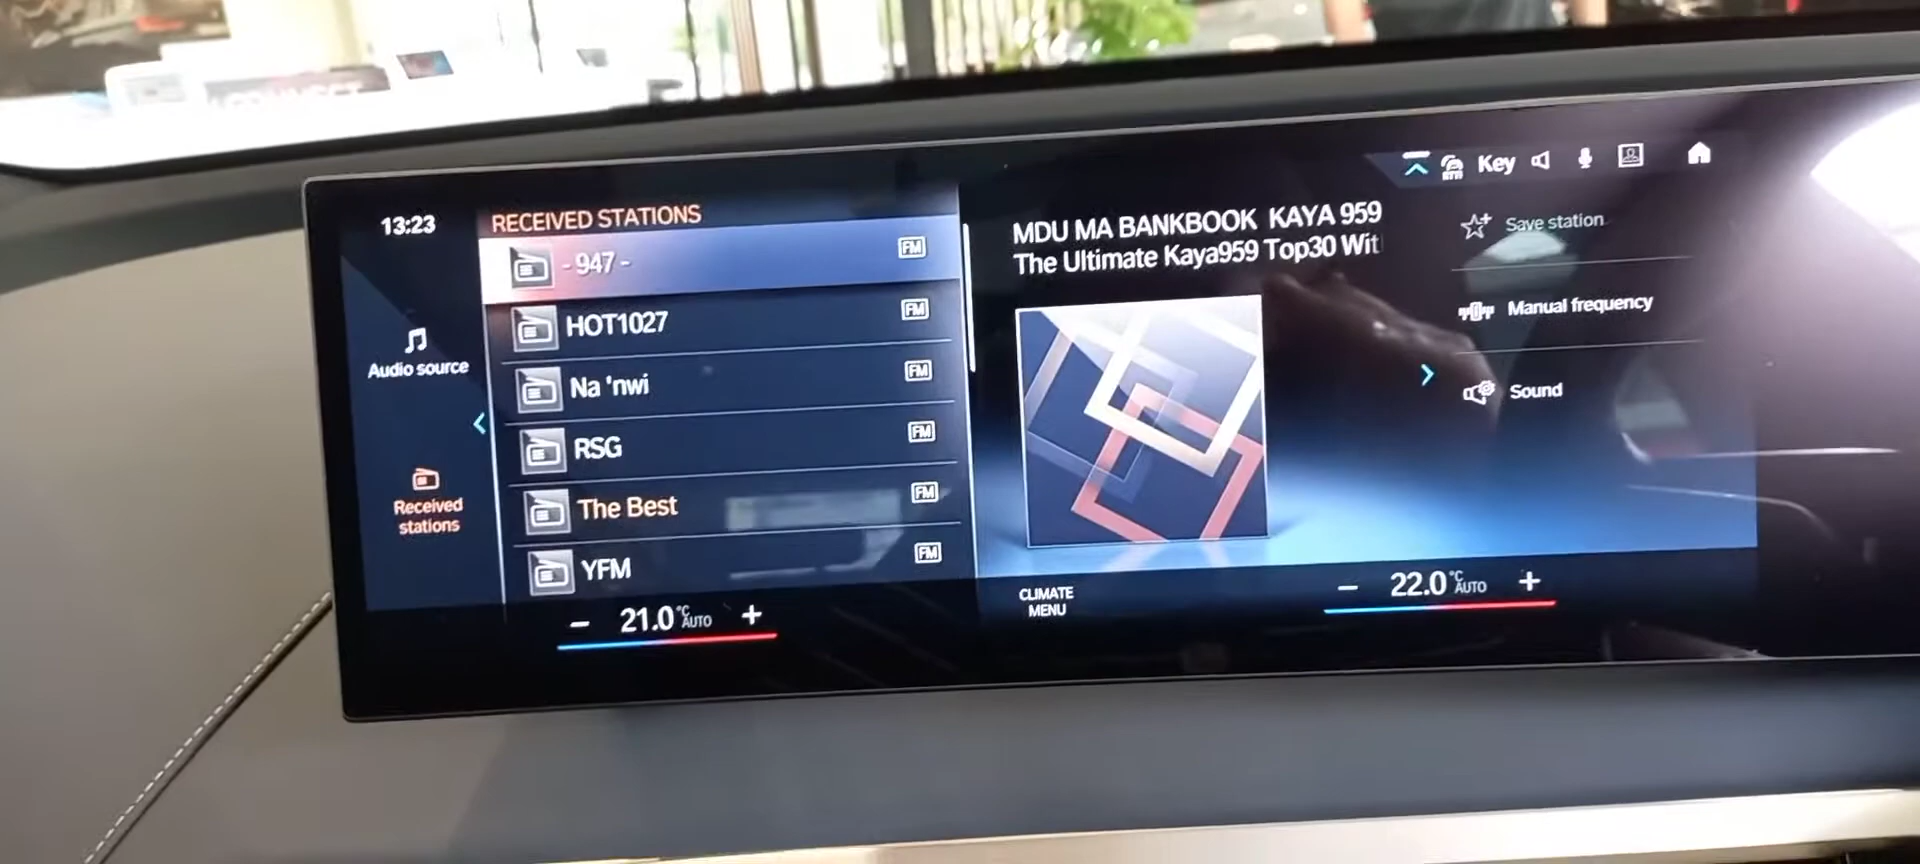 13:23
Audio source
Received
stations
RECEIVED STATIONS
- 947 -
FM
HOT1027
FM
Na 'nwi
FM
RSG
FM
The Best
FM
YFM
FM
− 21.0 °C AUTO +
MDU MA BANKBOOK KAYA 959
The Ultimate Kaya959 Top30 Wit
Key
Save station
Manual frequency
Sound
CLIMATE
MENU
− 22.0 °C AUTO +